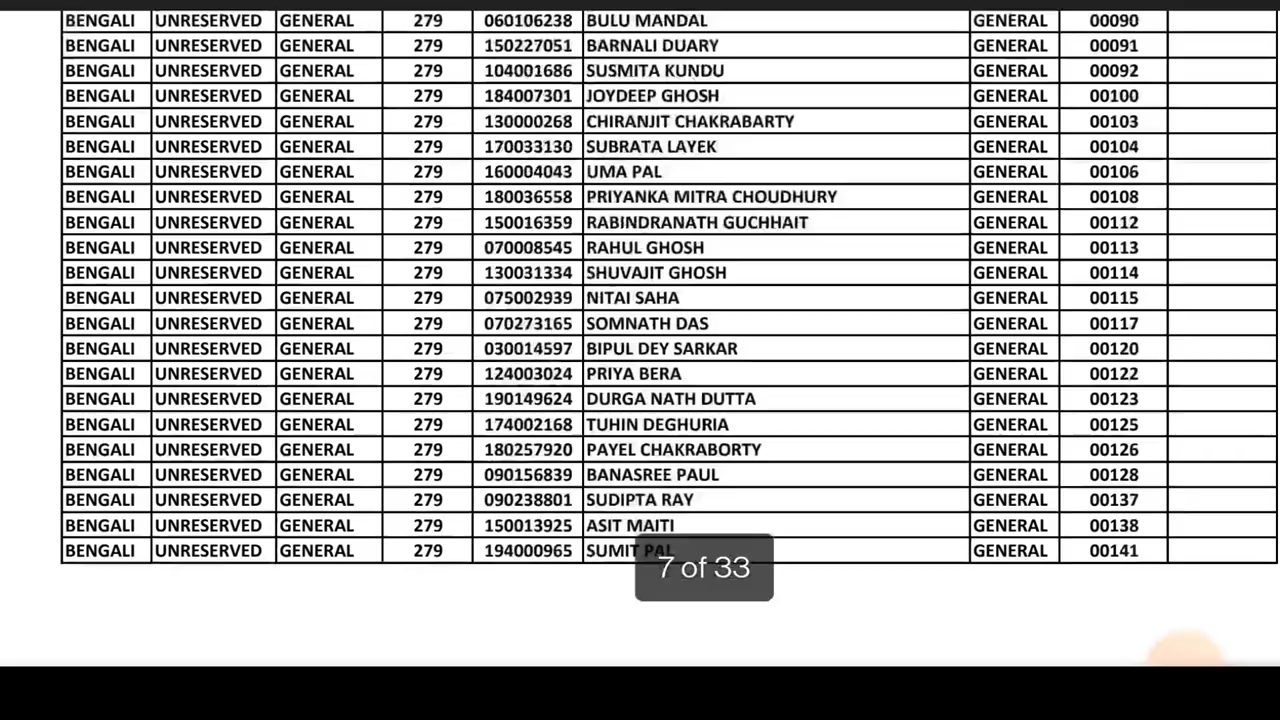 BENGALI UNRESERVED GENERAL 279 060106238 BULU MANDAL GENERAL 00090
BENGALI UNRESERVED GENERAL 279 150227051 BARNALI DUARY GENERAL 00091
BENGALI UNRESERVED GENERAL 279 104001686 SUSMITA KUNDU GENERAL 00092
BENGALI UNRESERVED GENERAL 279 184007301 JOYDEEP GHOSH GENERAL 00100
BENGALI UNRESERVED GENERAL 279 130000268 CHIRANJIT CHAKRABARTY GENERAL 00103
BENGALI UNRESERVED GENERAL 279 170033130 SUBRATA LAYEK GENERAL 00104
BENGALI UNRESERVED GENERAL 279 160004043 UMA PAL GENERAL 00106
BENGALI UNRESERVED GENERAL 279 180036558 PRIYANKA MITRA CHOUDHURY GENERAL 00108
BENGALI UNRESERVED GENERAL 279 150016359 RABINDRANATH GUCHHAIT GENERAL 00112
BENGALI UNRESERVED GENERAL 279 070008545 RAHUL GHOSH GENERAL 00113
BENGALI UNRESERVED GENERAL 279 130031334 SHUVAJIT GHOSH GENERAL 00114
BENGALI UNRESERVED GENERAL 279 075002939 NITAI SAHA GENERAL 00115
BENGALI UNRESERVED GENERAL 279 070273165 SOMNATH DAS GENERAL 00117
BENGALI UNRESERVED GENERAL 279 030014597 BIPUL DEY SARKAR GENERAL 00120
BENGALI UNRESERVED GENERAL 279 124003024 PRIYA BERA GENERAL 00122
BENGALI UNRESERVED GENERAL 279 190149624 DURGA NATH DUTTA GENERAL 00123
BENGALI UNRESERVED GENERAL 279 174002168 TUHIN DEGHURIA GENERAL 00125
BENGALI UNRESERVED GENERAL 279 180257920 PAYEL CHAKRABORTY GENERAL 00126
BENGALI UNRESERVED GENERAL 279 090156839 BANASREE PAUL GENERAL 00128
BENGALI UNRESERVED GENERAL 279 090238801 SUDIPTA RAY GENERAL 00137
BENGALI UNRESERVED GENERAL 279 150013925 ASIT MAITI GENERAL 00138
BENGALI UNRESERVED GENERAL 279 194000965 SUMIT PAL GENERAL 00141
7 of 33